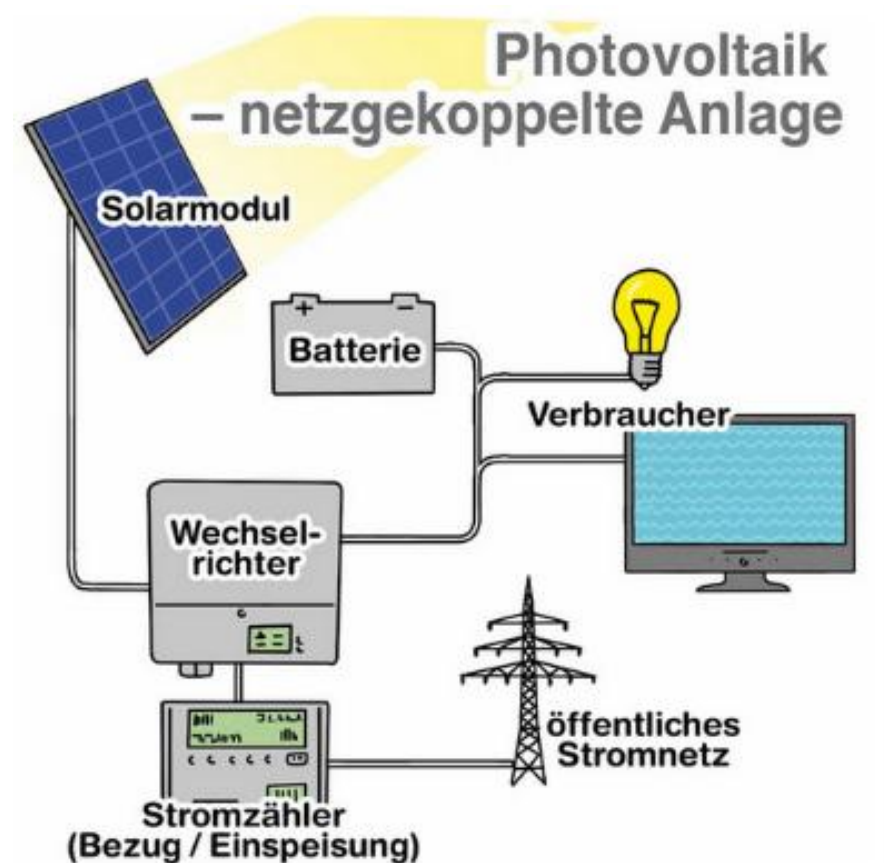 Photovoltaik
– netzgekoppelte Anlage
Solarmodul
+ –
Batterie
Verbraucher
Wechsel-
richter
öffentliches
Stromnetz
Stromzähler
(Bezug / Einspeisung)